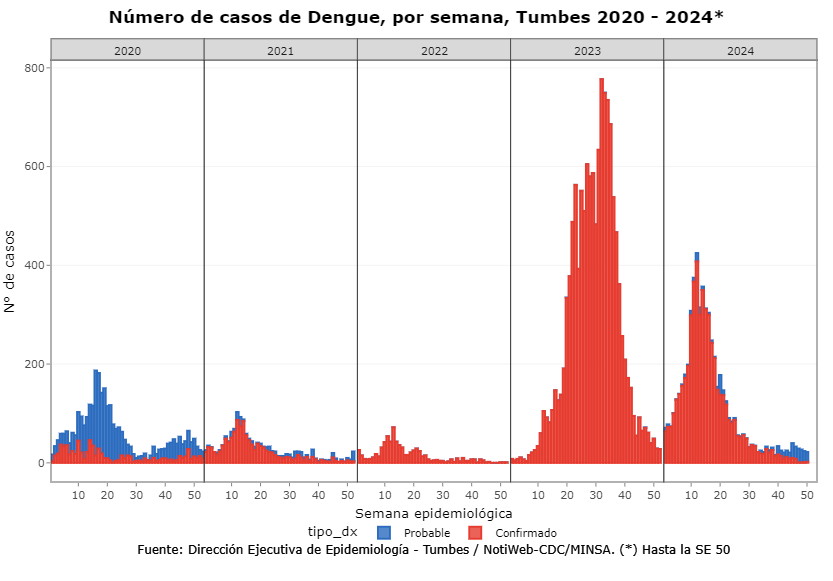 Número de casos de Dengue, por semana, Tumbes 2020 - 2024*
2020 2021 2022 2023 2024
800
600
400
200
0
Nº de casos
10 20 30 40 50 10 20 30 40 50 10 20 30 40 50 10 20 30 40 50 10 20 30 40 50
Semana epidemiológica
tipo_dx Probable Confirmado
Fuente: Dirección Ejecutiva de Epidemiología - Tumbes / NotiWeb-CDC/MINSA. (*) Hasta la SE 50